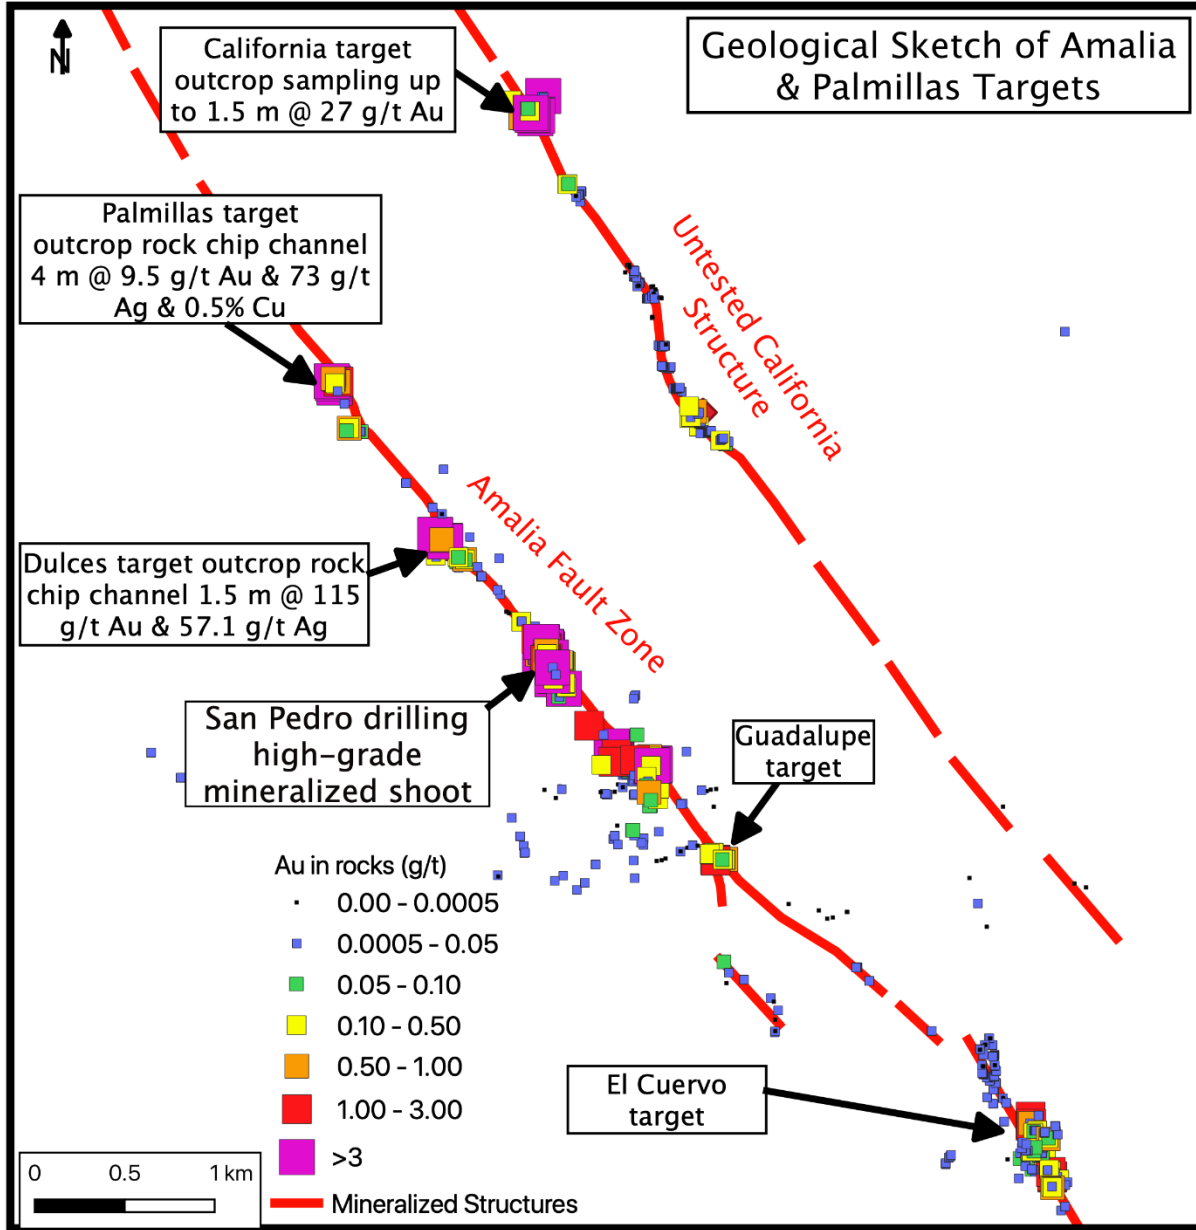 N
California target
outcrop sampling up
to 1.5 m @ 27 g/t Au
Geological Sketch of Amalia
& Palmillas Targets
Palmillas target
outcrop rock chip channel
4 m @ 9.5 g/t Au & 73 g/t
Ag & 0.5% Cu
Untested California
Structure
Amalia Fault Zone
Dulces target outcrop rock
chip channel 1.5 m @ 115
g/t Au & 57.1 g/t Ag
San Pedro drilling
high-grade
mineralized shoot
Guadalupe
target
Au in rocks (g/t)
0.00 – 0.0005
0.0005 – 0.05
0.05 – 0.10
0.10 – 0.50
0.50 – 1.00
1.00 – 3.00
>3
Mineralized Structures
El Cuervo
target
0 0.5 1 km